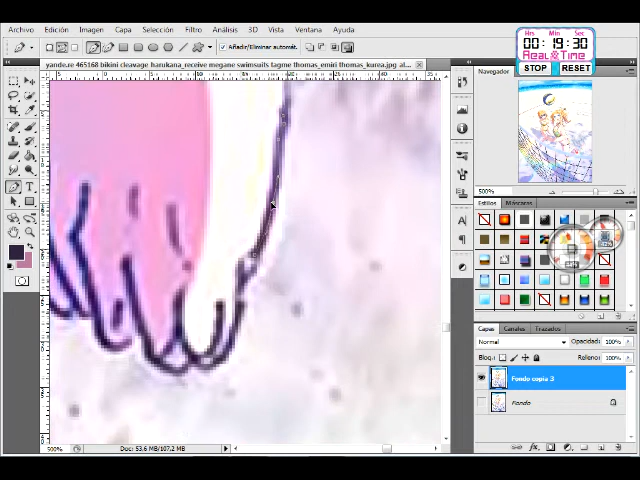 Archivo Edición Imagen Capa Selección Filtro Análisis 3D Vista Ventana Ayuda
Hrs Min Seg
00:19:30
Real Time
STOP RESET
Añadir/Eliminar automát.
yande.re 465168 bikini cleavage harukana_receive megane swimsuits tagme thomas_emiri thomas_korea.jpg al...
Navegador
500%
Estilos Máscaras
Capas Canales Trazados
Normal Opacidad: 100%
Bloq.: Relleno: 100%
Fondo copia 3
Fondo
500% Doc: 53,6 MB/107,2 MB